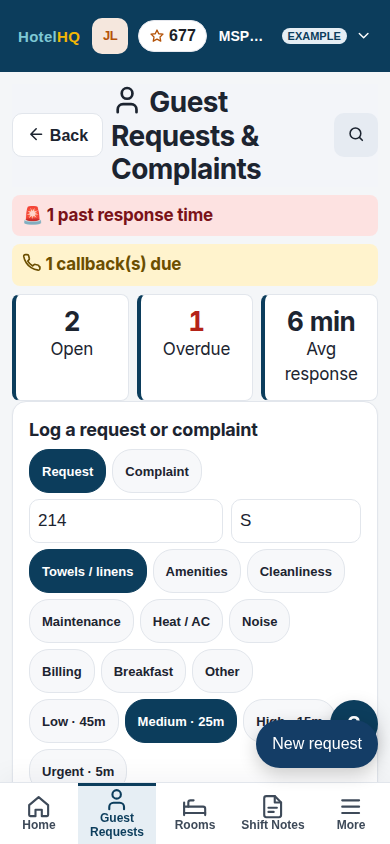 HotelHQ JL 677 MSP… EXAMPLE
Back
Guest
Requests &
Complaints
🚨 1 past response time
1 callback(s) due
2
Open
1
Overdue
6 min
Avg
response
Log a request or complaint
Request Complaint
214 S
Towels / linens Amenities Cleanliness
Maintenance Heat / AC Noise
Billing Breakfast Other
Low · 45m Medium · 25m
Urgent · 5m
New request
Home
Guest
Requests
Rooms
Shift Notes
More